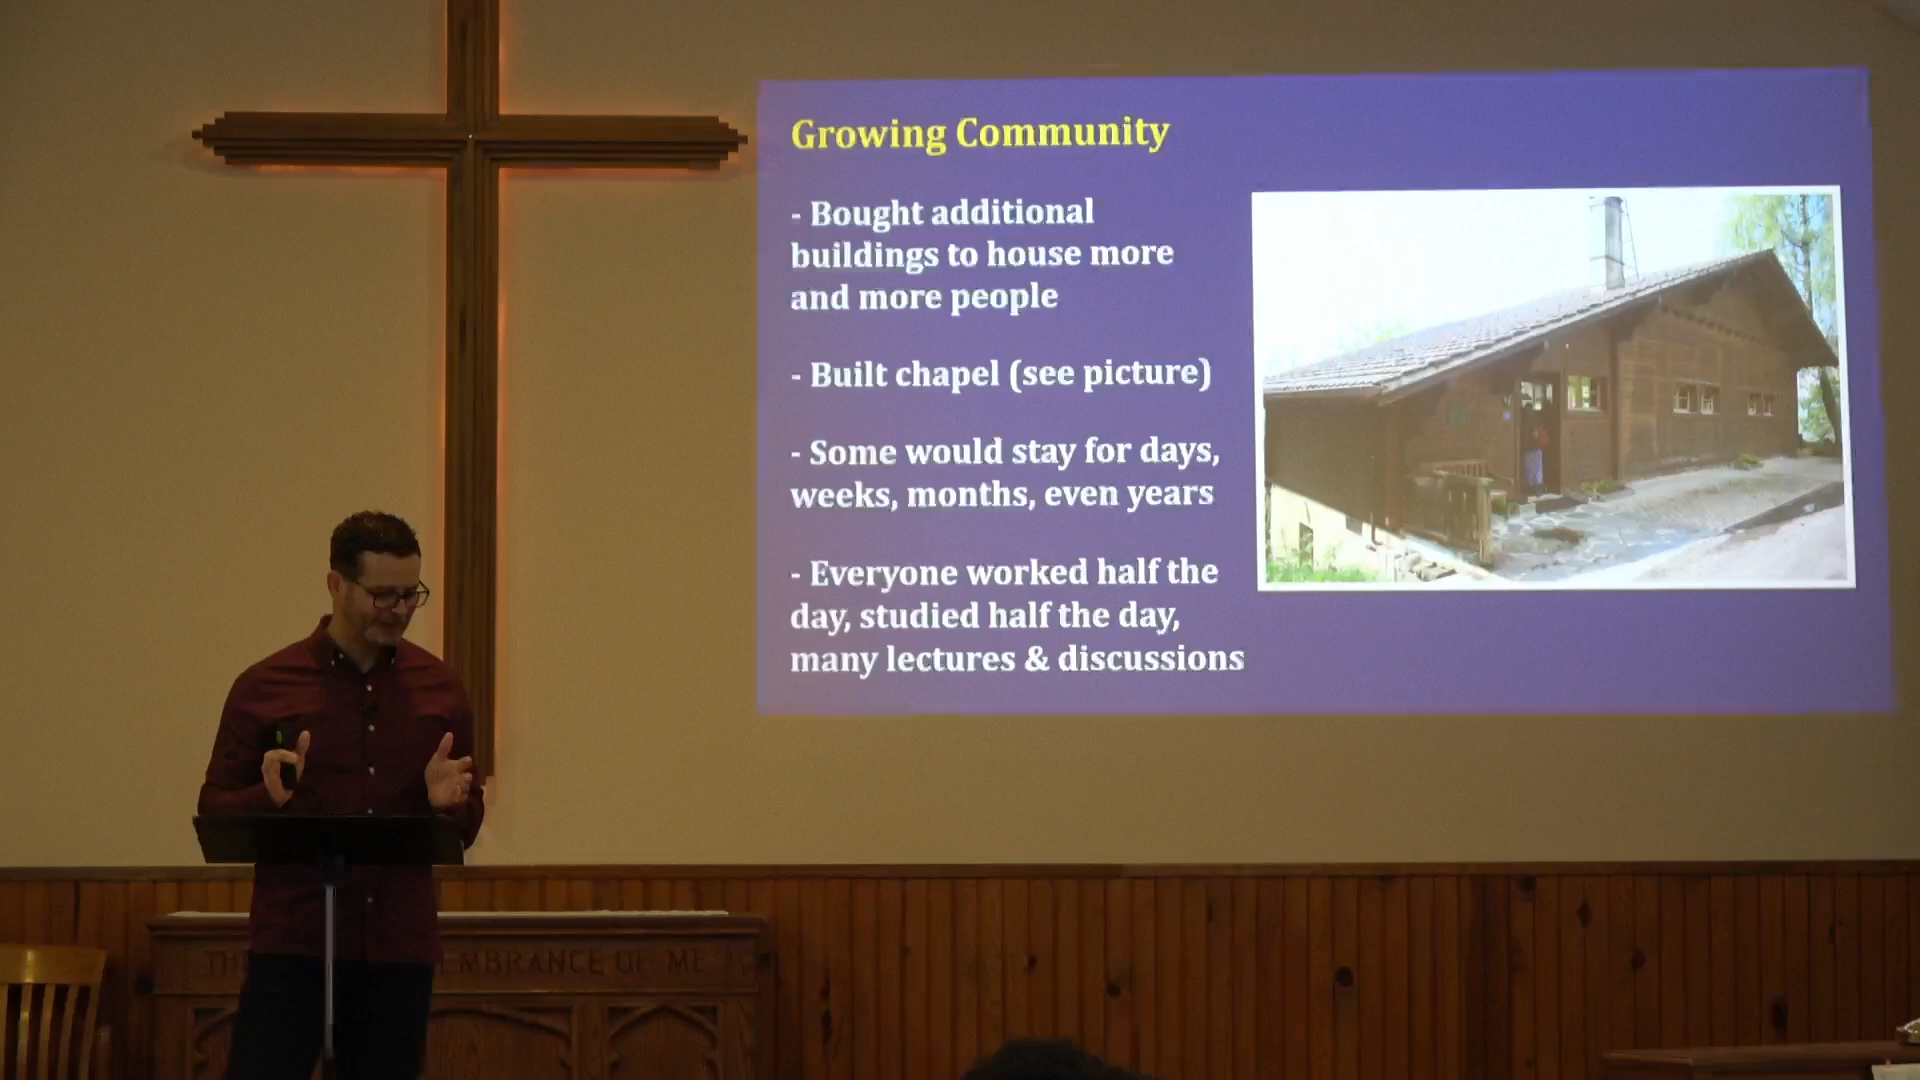 Growing Community
- Bought additional
buildings to house more
and more people
- Built chapel (see picture)
- Some would stay for days,
weeks, months, even years
- Everyone worked half the
day, studied half the day,
many lectures & discussions
OF ME